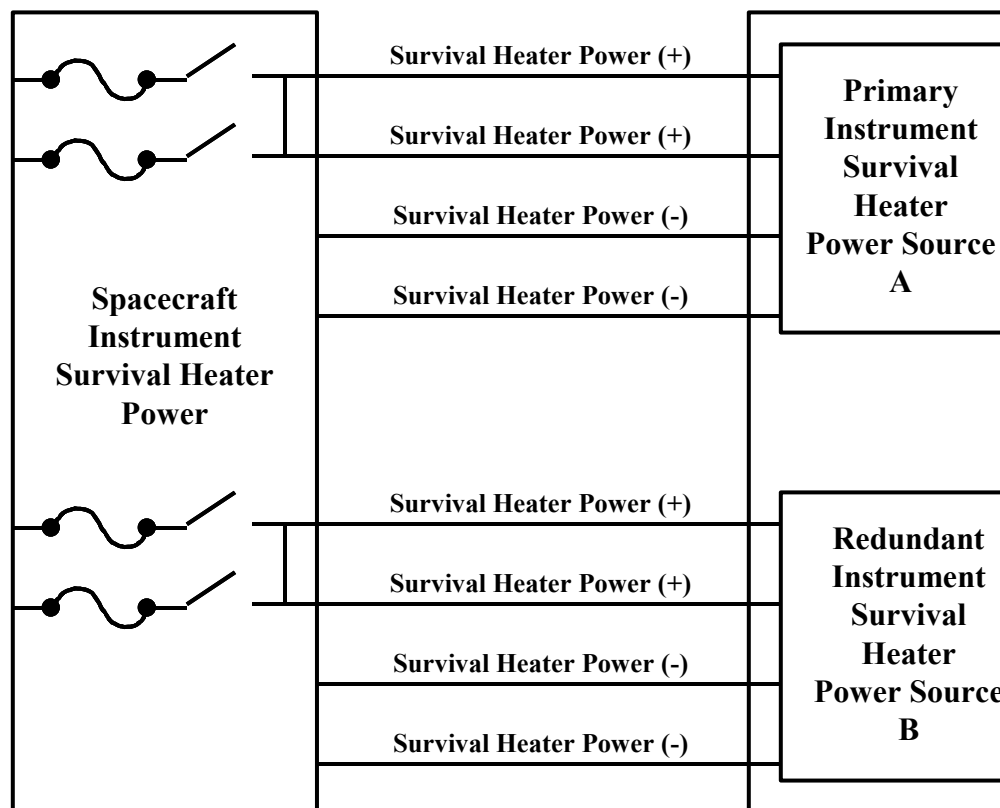 Survival Heater Power (+)
Survival Heater Power (+)
Survival Heater Power (-)
Survival Heater Power (-)
Primary
Instrument
Survival
Heater
Power Source
A
Spacecraft
Instrument
Survival Heater
Power
Survival Heater Power (+)
Survival Heater Power (+)
Survival Heater Power (-)
Survival Heater Power (-)
Redundant
Instrument
Survival
Heater
Power Source
B